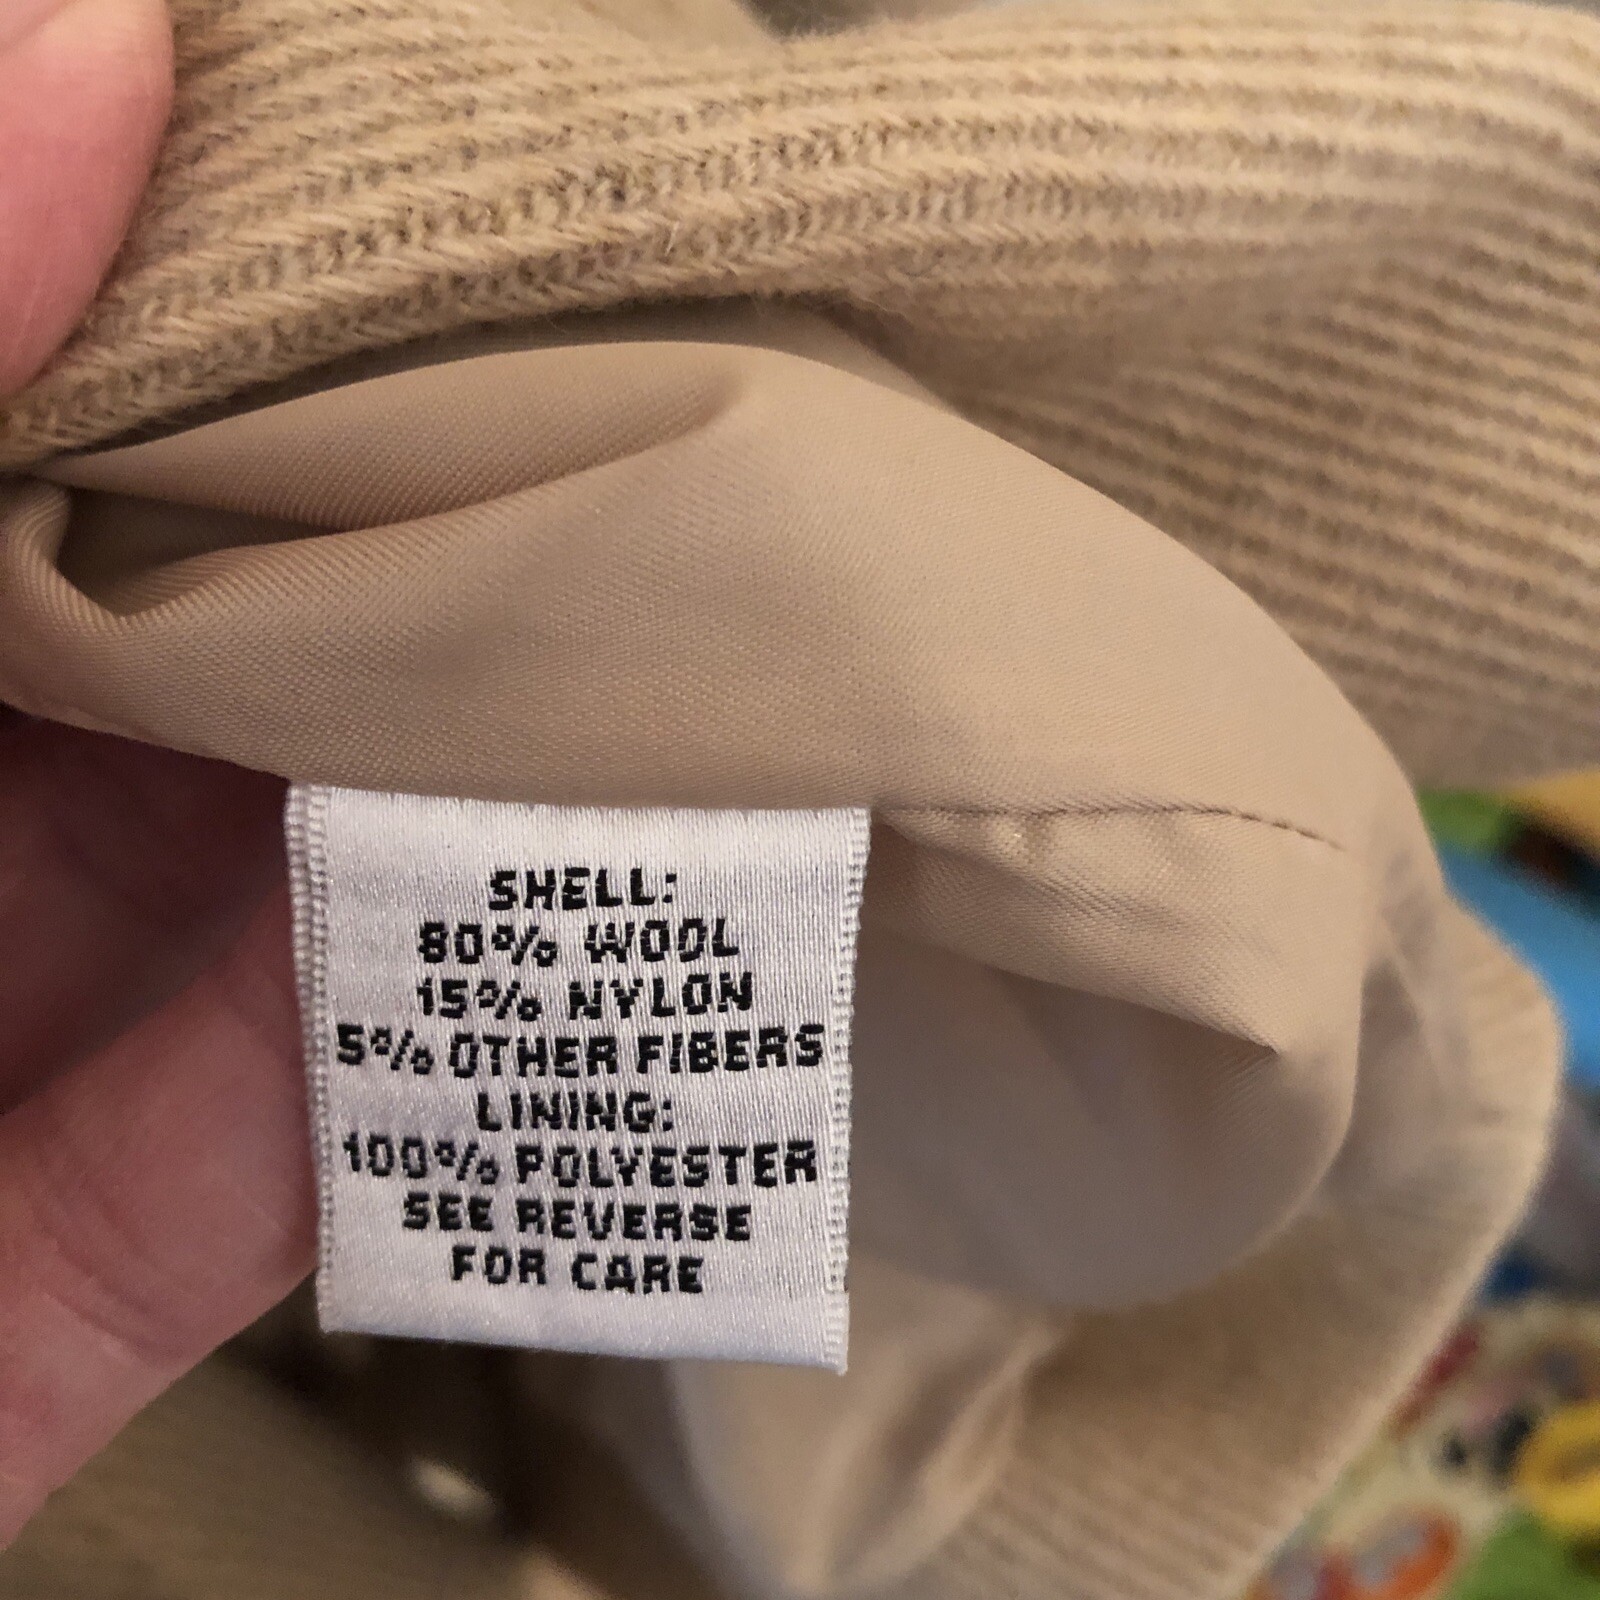 SHELL:
80% WOOL
15% NYLON
5% OTHER FIBERS
LINING:
100% POLYESTER
SEE REVERSE
FOR CARE